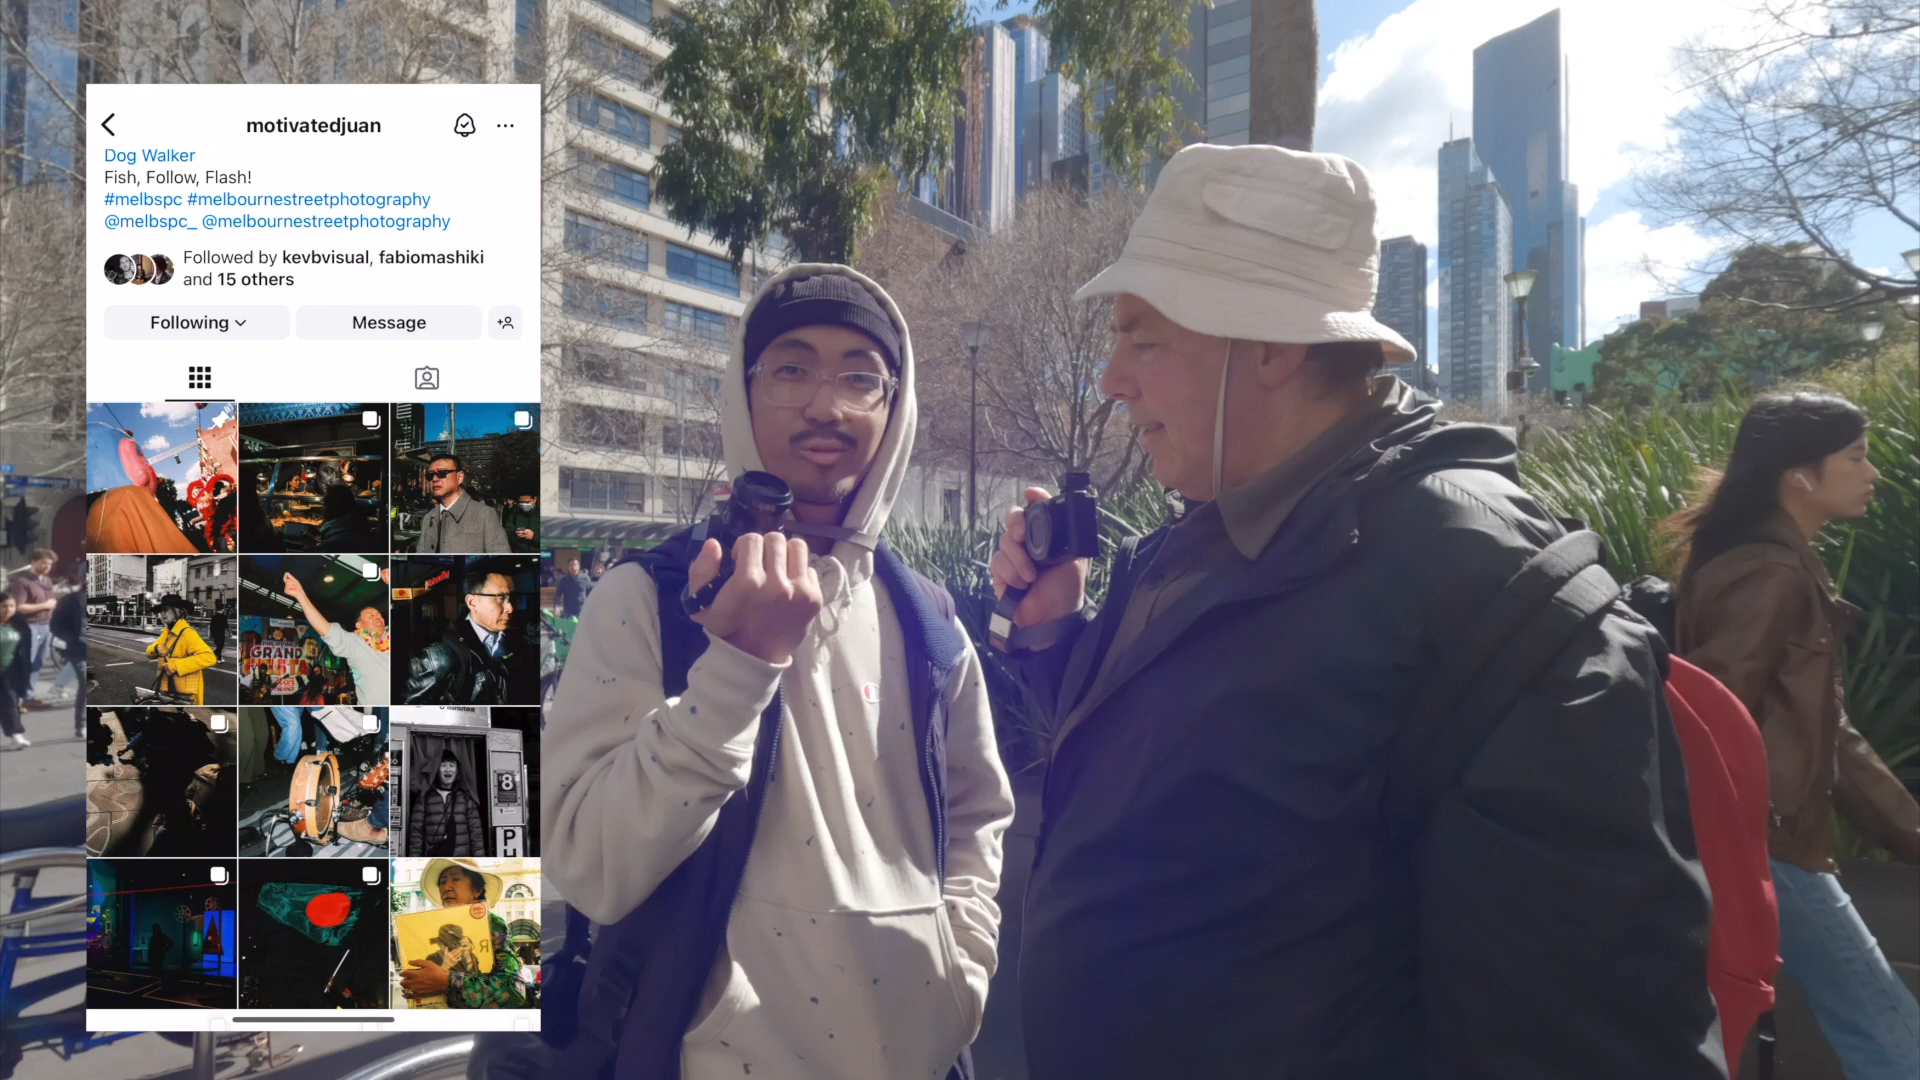 motivatedjuan
Dog Walker
Fish, Follow, Flash!
#melbspc #melbournestreetphotography
@melbspc_ @melbournestreetphotography
Followed by kevbvisual, fabiomashiki
and 15 others
Following
Message
GRAND
8
P